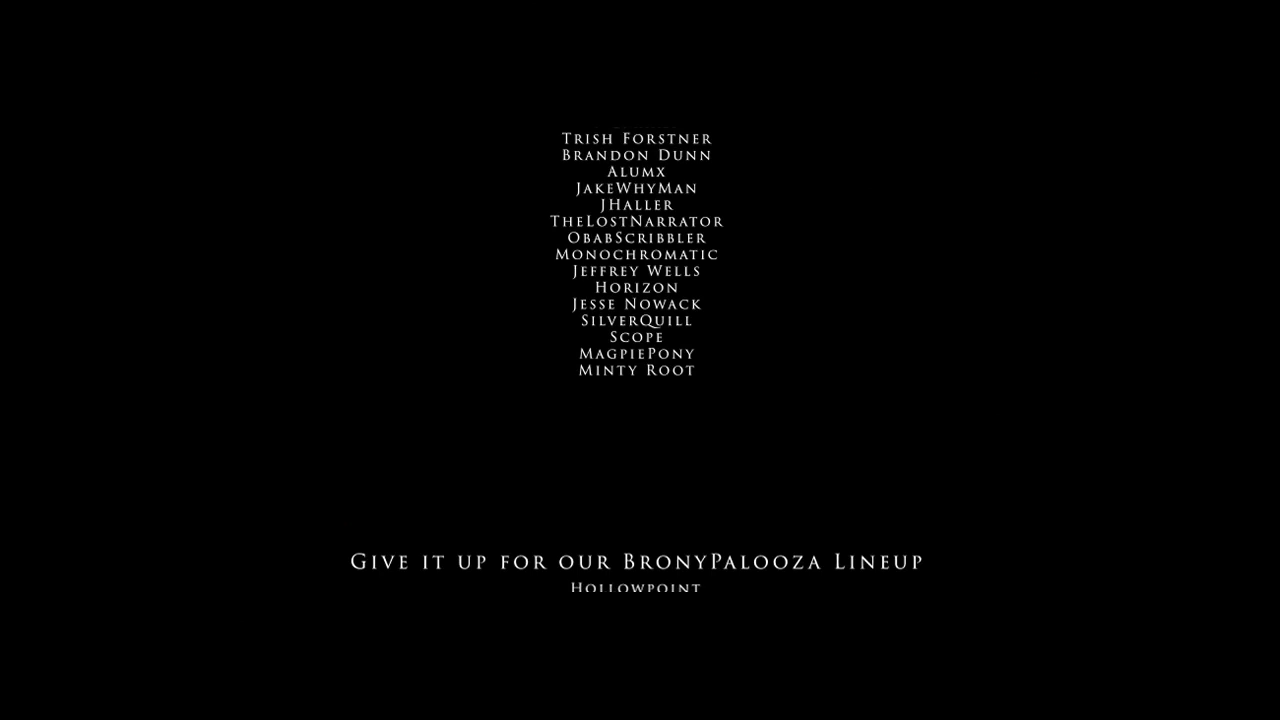 Trish Forstner
Brandon Dunn
Alumx
JakeWhyMan
JHaller
TheLostNarrator
ObabScribbler
Monochromatic
Jeffrey Wells
Horizon
Jesse Nowack
SilverQuill
Scope
MagpiePony
Minty Root
Give it up for our BronyPalooza Lineup
Hollowpoint